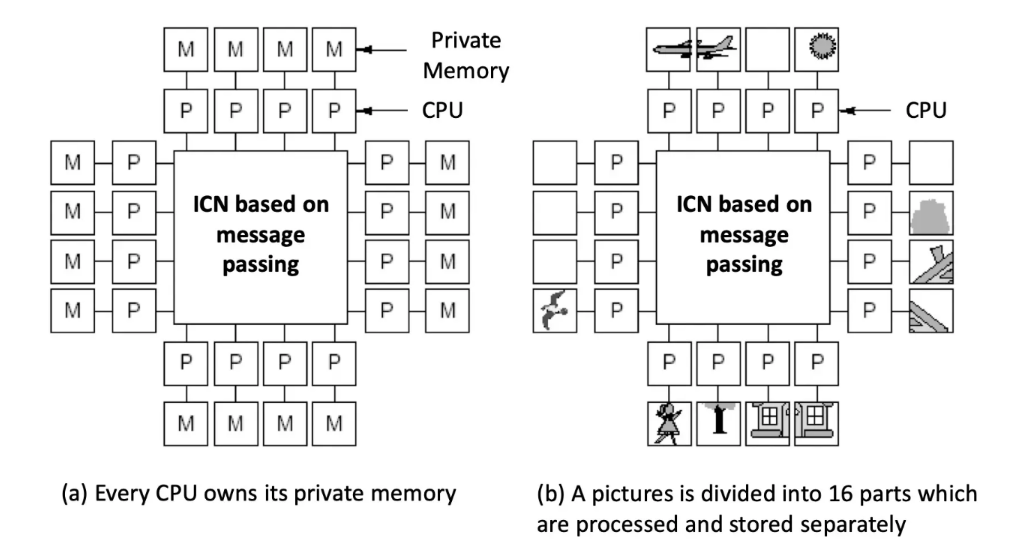 M M M M
Private
Memory
P P P P
CPU
M P
P M
M P
P M
M P
P M
M P
P M
ICN based on
message
passing
P P P P
M M M M
(a) Every CPU owns its private memory
P P P P
CPU
P
P
P
P
P
P
P
P
ICN based on
message
passing
P P P P
(b) A pictures is divided into 16 parts which
are processed and stored separately